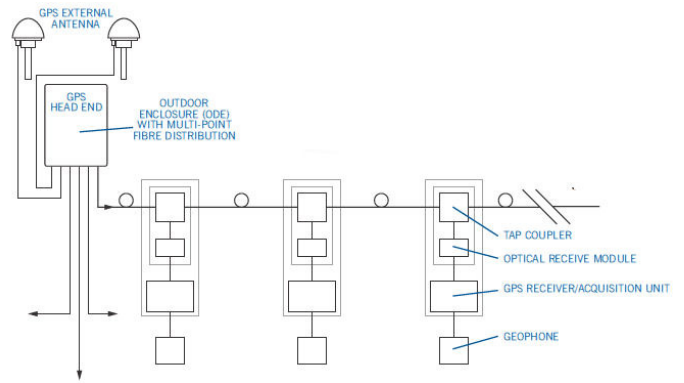 GPS EXTERNAL
ANTENNA
GPS
HEAD END
OUTDOOR
ENCLOSURE (ODE)
WITH MULTI-POINT
FIBRE DISTRIBUTION
TAP COUPLER
OPTICAL RECEIVE MODULE
GPS RECEIVER/ACQUISITION UNIT
GEOPHONE